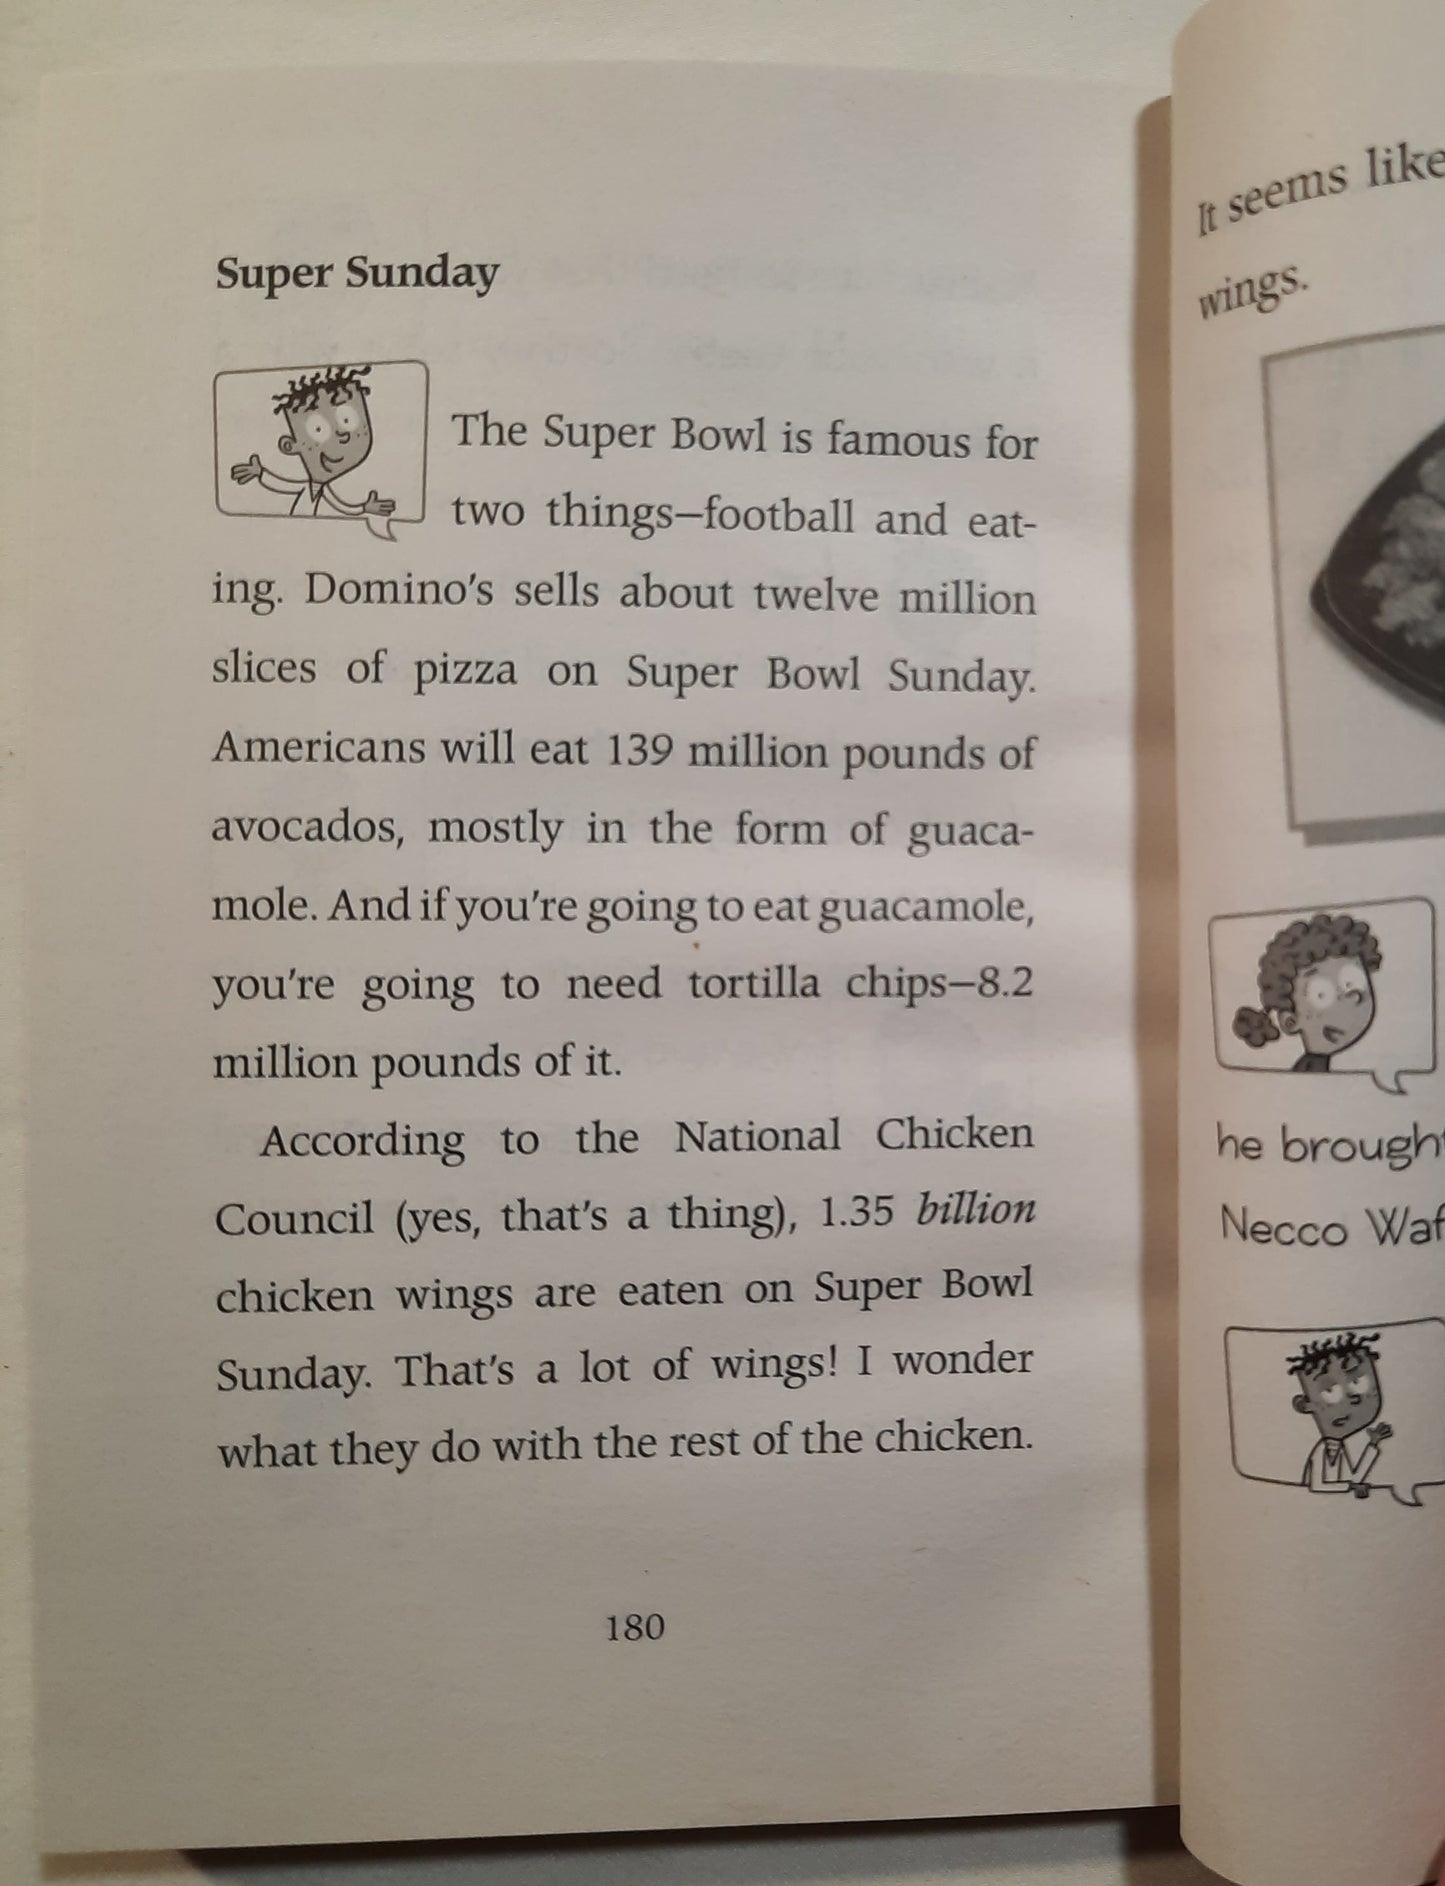 Super Sunday
The Super Bowl is famous for
two things—football and eat-
ing. Domino's sells about twelve million
slices of pizza on Super Bowl Sunday.
Americans will eat 139 million pounds of
avocados, mostly in the form of guaca-
mole. And if you're going to eat guacamole,
you're going to need tortilla chips—8.2
million pounds of it.
According to the National Chicken
Council (yes, that's a thing), 1.35 billion
chicken wings are eaten on Super Bowl
Sunday. That's a lot of wings! I wonder
what they do with the rest of the chicken.
180
It seems like
wings.
he brought
Necco Waf